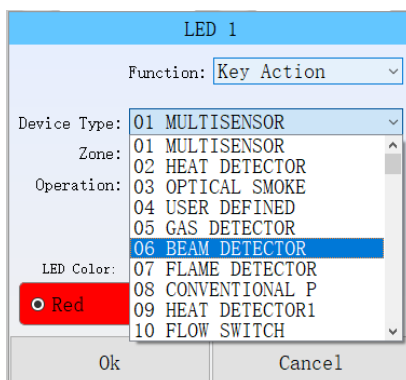 LED 1
Function: Key Action
Device Type: 01 MULTISENSOR
Zone: 01 MULTISENSOR
02 HEAT DETECTOR
Operation: 03 OPTICAL SMOKE
04 USER DEFINED
05 GAS DETECTOR
06 BEAM DETECTOR
LED Color: 07 FLAME DETECTOR
08 CONVENTIONAL P
Red 09 HEAT DETECTOR1
10 FLOW SWITCH
Ok Cancel